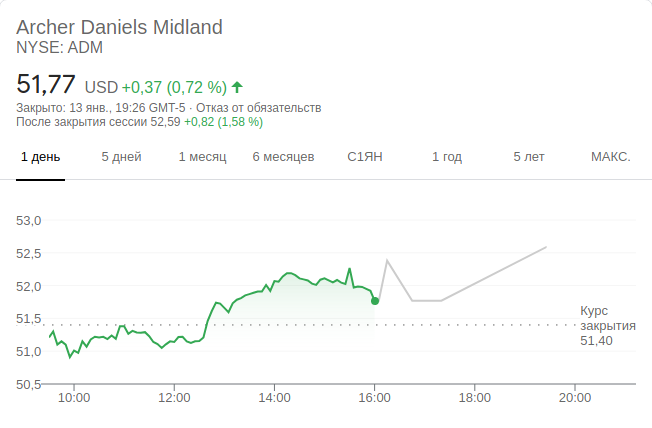 Archer Daniels Midland
NYSE: ADM
51,77 USD +0,37 (0,72 %)
Закрыто: 13 янв., 19:26 GMT-5 · Отказ от обязательств
После закрытия сессии 52,59 +0,82 (1,58 %)
1 день 5 дней 1 месяц 6 месяцев С1ЯН 1 год 5 лет МАКС.
53,0
52,5
52,0
51,5
51,0
50,5
Курс
закрытия
51,40
10:00 12:00 14:00 16:00 18:00 20:00